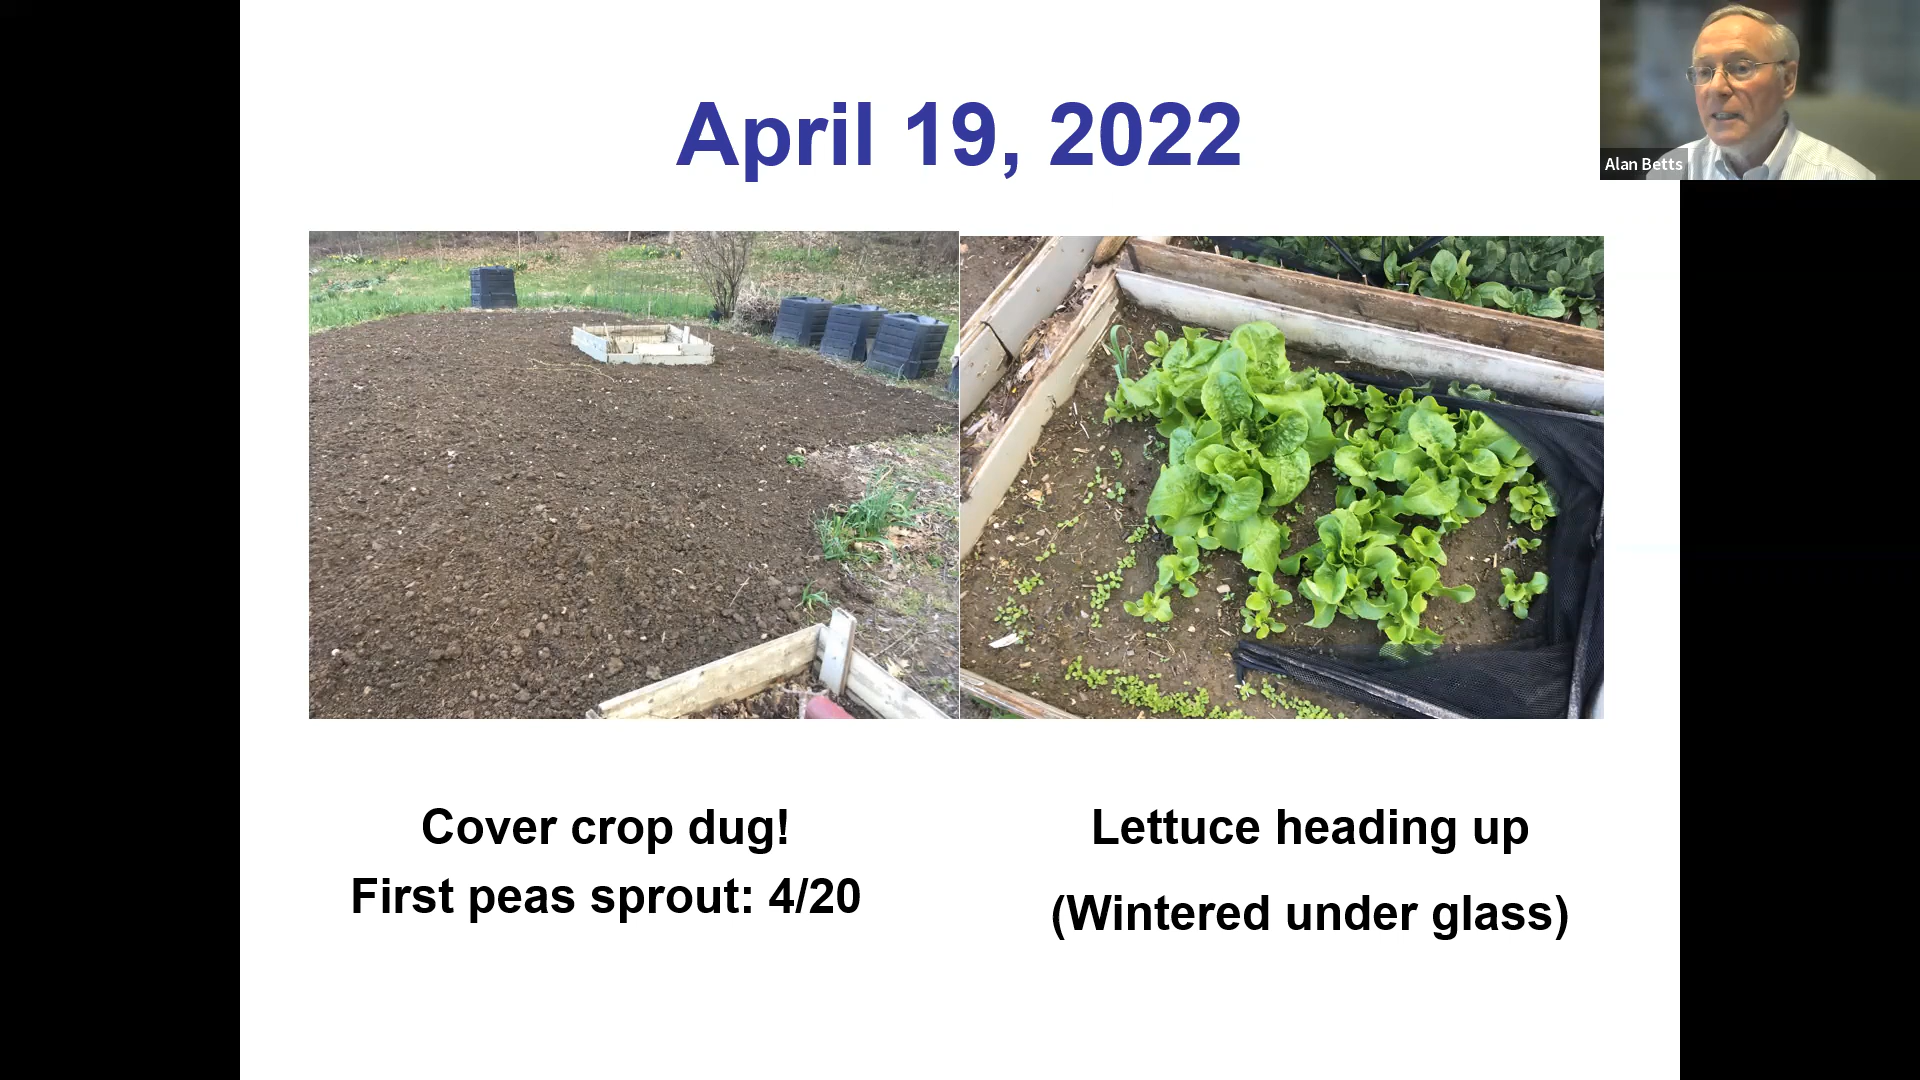 April 19, 2022
Alan Betts
Cover crop dug!
First peas sprout: 4/20
Lettuce heading up
(Wintered under glass)